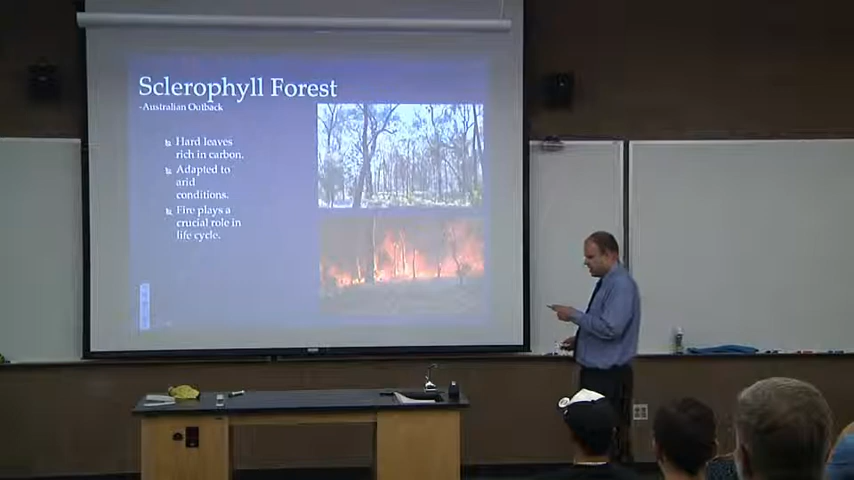 Sclerophyll Forest
-Australian Outback
Hard leaves
rich in carbon.
Adapted to
arid
conditions.
Fire plays a
crucial role in
life cycle.